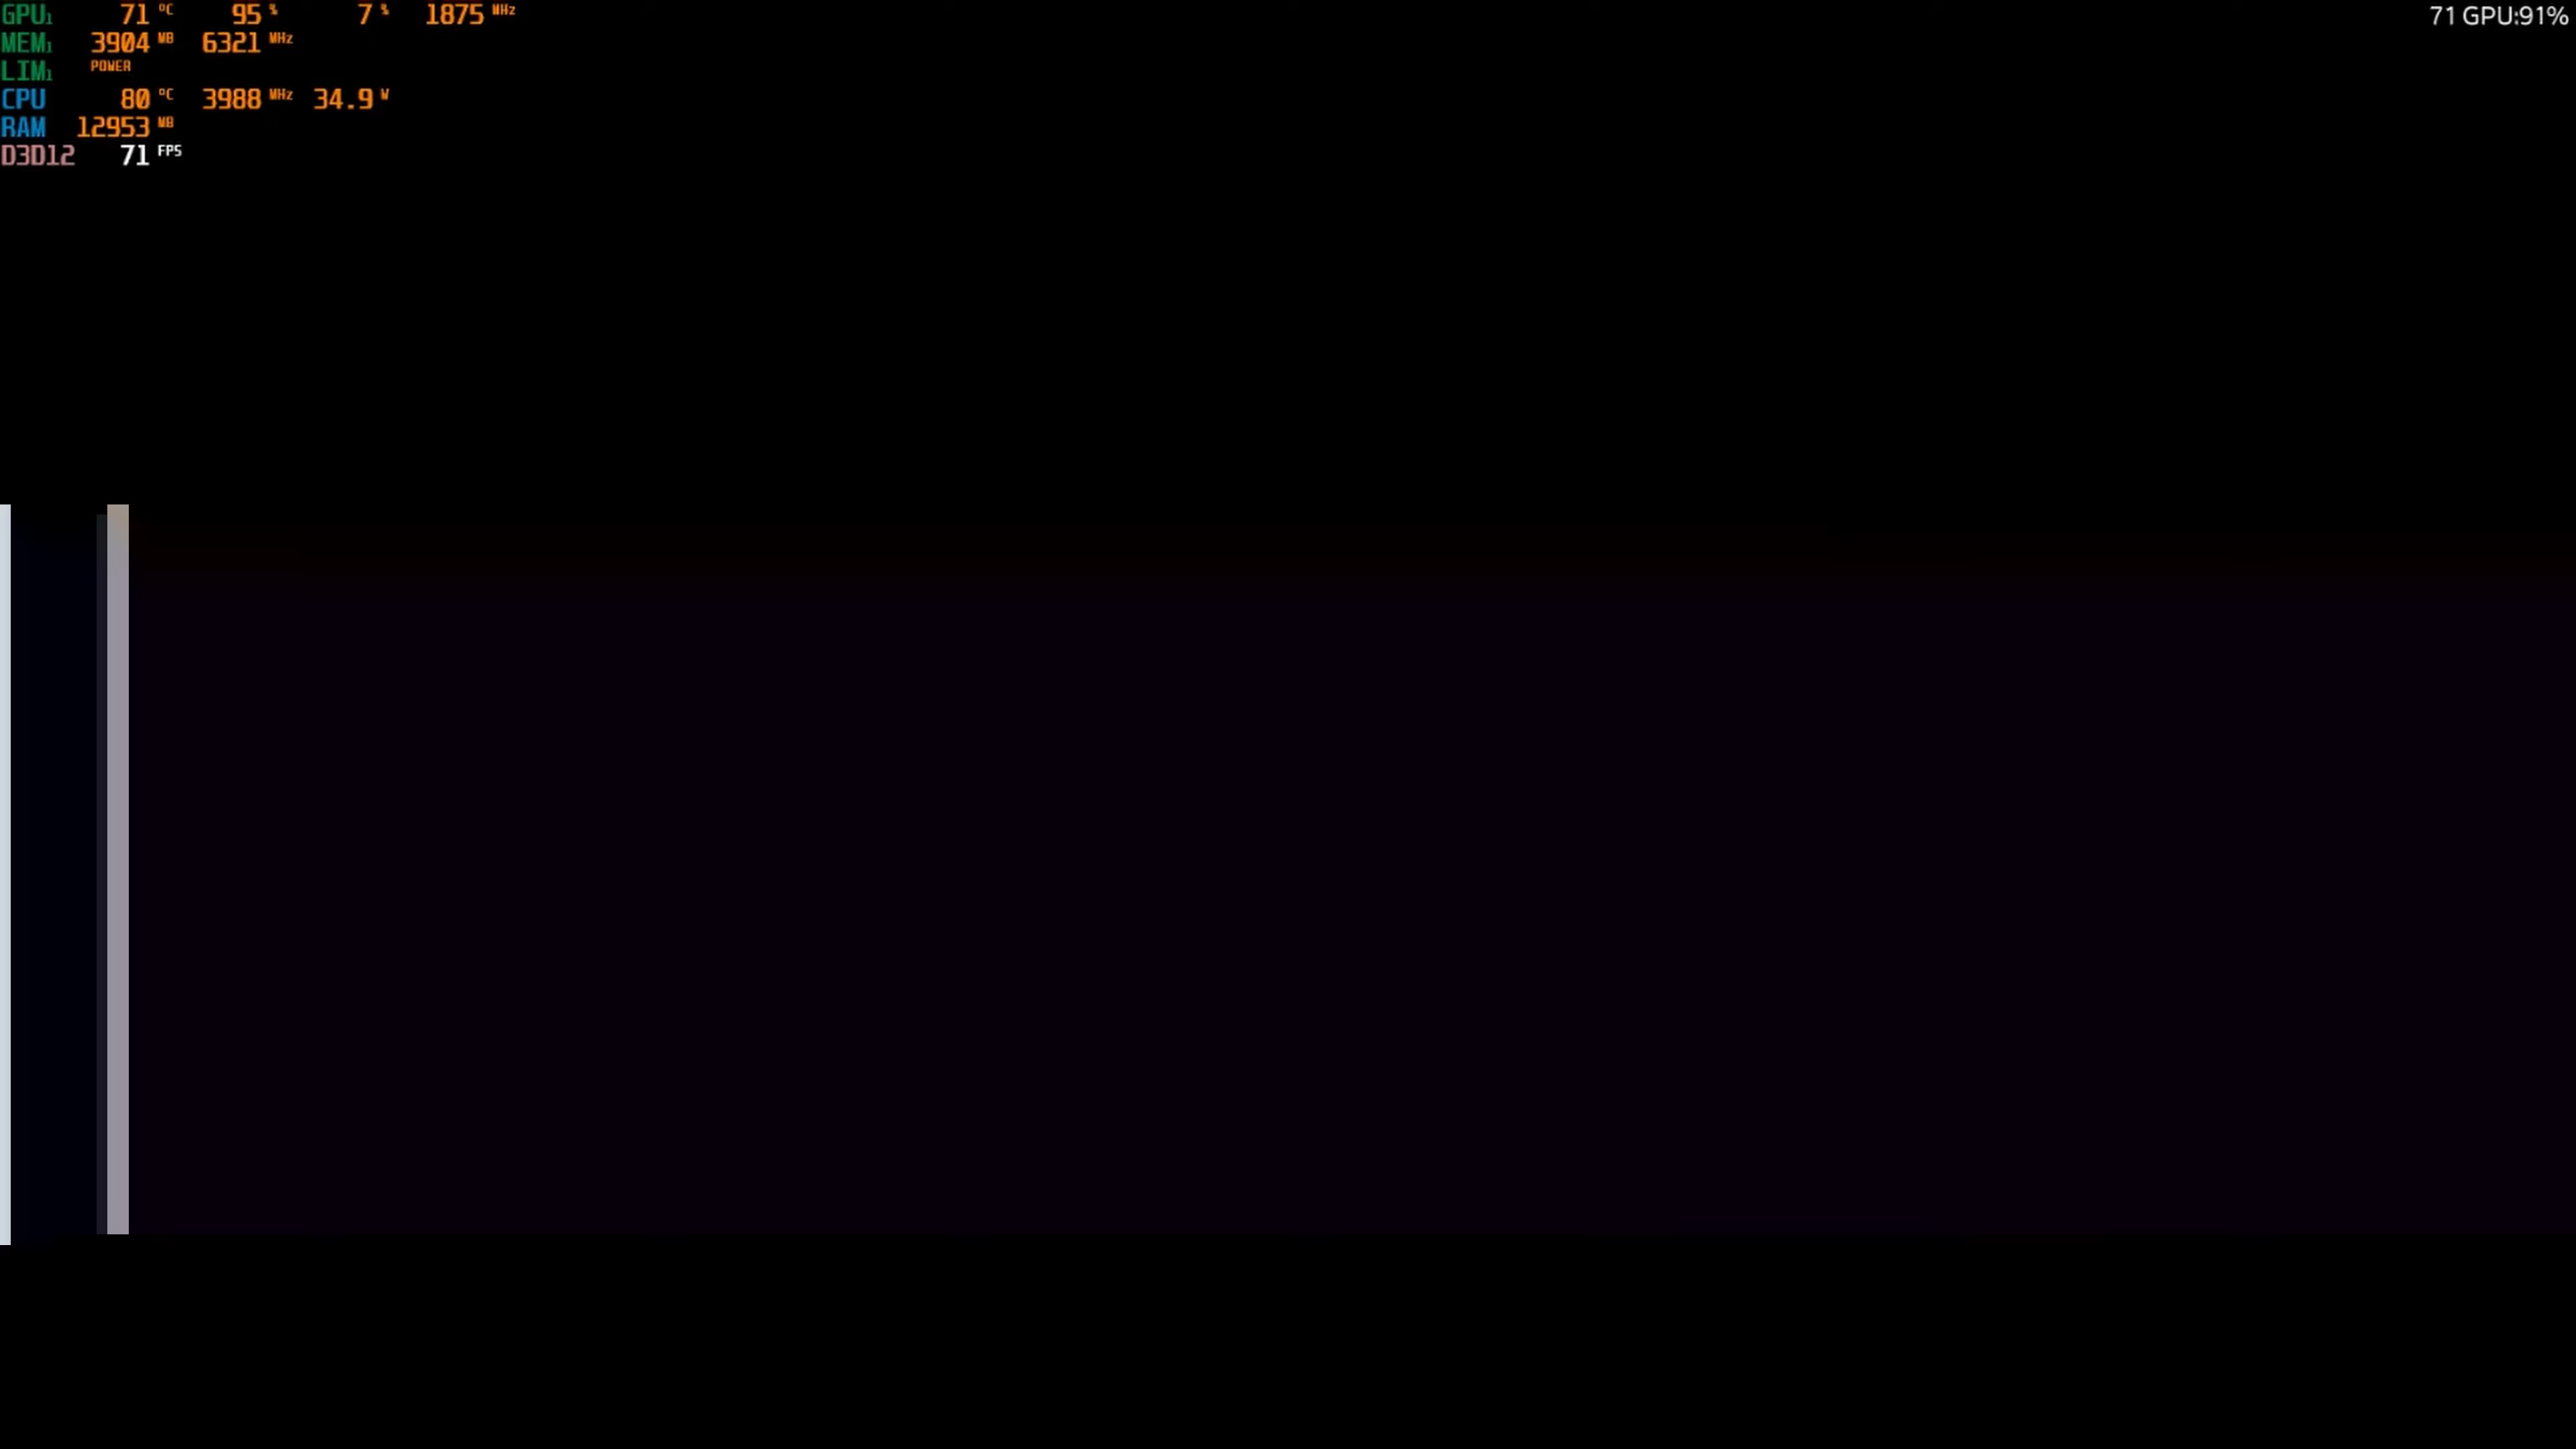 GPU1 71 °C 95 % 7 % 1875 MHz
71 GPU:91%
MEM1 3904 MB 6321 MHz
LIM1 POWER
CPU 80 °C 3988 MHz 34.9 W
RAM 12953 MB
D3D12 71 FPS